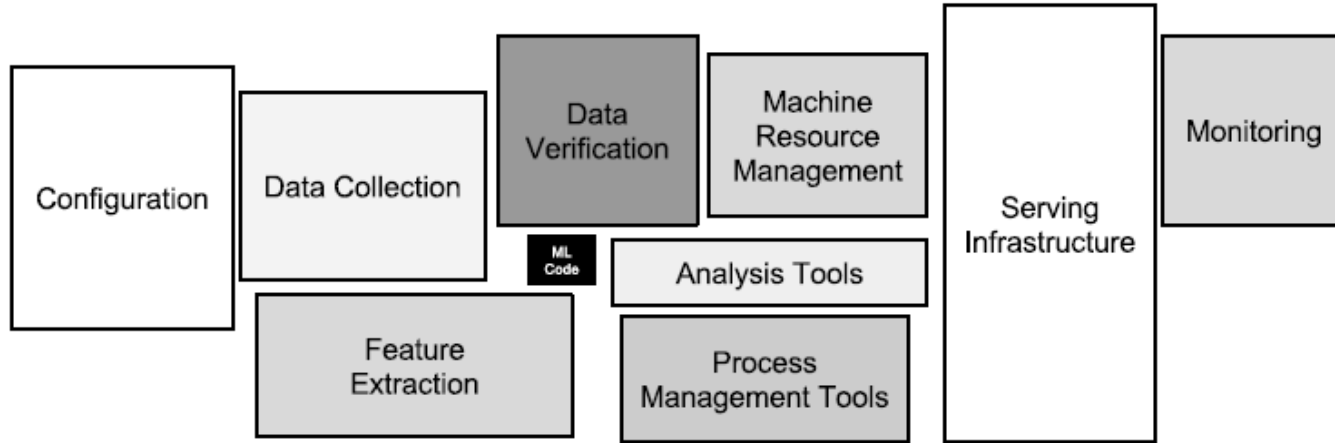 Configuration
Data Collection
Feature
Extraction
Data
Verification
ML
Code
Machine
Resource
Management
Analysis Tools
Process
Management Tools
Serving
Infrastructure
Monitoring